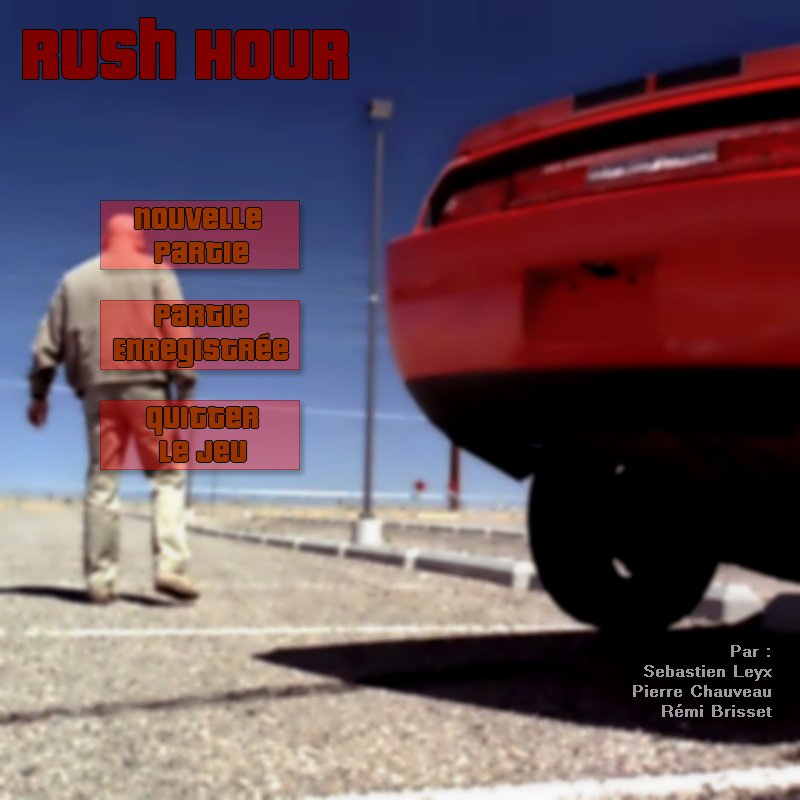 Rush Hour
Nouvelle
Partie
Partie
Enregistrée
Quitter
le jeu
Par :
Sebastien Leyx
Pierre Chauveau
Rémi Brisset